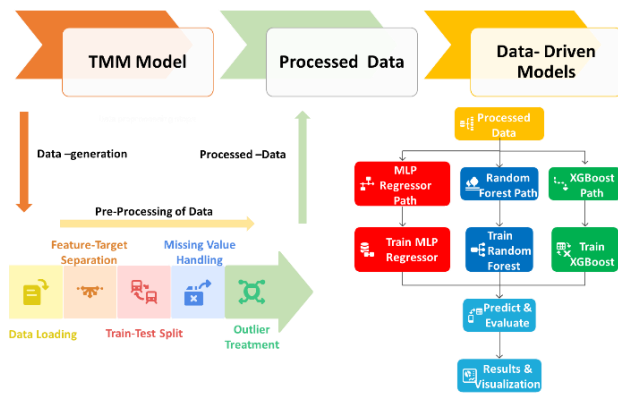 TMM Model
Processed Data
Data- Driven
Models
Data –generation
Processed –Data
Pre-Processing of Data
Feature-Target
Separation
Missing Value
Handling
Data Loading
Train-Test Split
Outlier
Treatment
Processed
Data
MLP
Regressor
Path
Random
Forest Path
XGBoost
Path
Train MLP
Regressor
Train
Random
Forest
Train
XGBoost
Predict &
Evaluate
Results &
Visualization